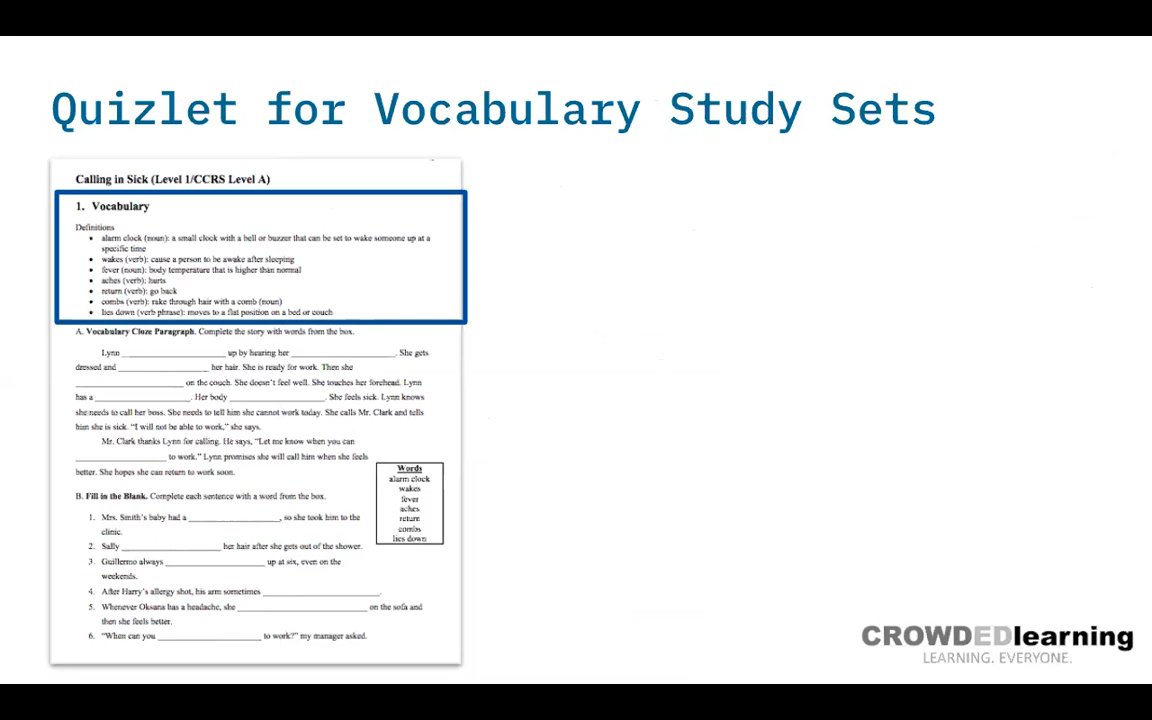 Quizlet for Vocabulary Study Sets
Calling in Sick (Level 1/CCRS Level A)
1. Vocabulary
Definitions
• alarm clock (noun): a small clock with a bell or buzzer that can be set to wake someone up at a
specific time
• wakes (verb): cause a person to be awake after sleeping
• fever (noun): body temperature that is higher than normal
• aches (verb): hurts
• return (verb): go back
• combs (verb): rake through hair with a comb (noun)
• lies down (verb phrase): moves to a flat position on a bed or couch
A. Vocabulary Cloze Paragraph. Complete the story with words from the box.
Lynn ____________ up by hearing her ____________. She gets
dressed and ____________ her hair. She is ready for work. Then she
____________ on the couch. She doesn't feel well. She touches her forehead. Lynn
has a ____________. Her body ____________. She feels sick. Lynn knows
she needs to call her boss. She needs to tell him she cannot work today. She calls Mr. Clark and tells
him she is sick. "I will not be able to work," she says.
Mr. Clark thanks Lynn for calling. He says, "Let me know when you can
____________ to work." Lynn promises she will call him when she feels
better. She hopes she can return to work soon.
Words
alarm clock
wakes
fever
aches
return
combs
lies down
B. Fill in the Blank. Complete each sentence with a word from the box.
1. Mrs. Smith's baby had a ____________, so she took him to the
clinic.
2. Sally ____________ her hair after she gets out of the shower.
3. Guillermo always ____________ up at six, even on the
weekends.
4. After Harry's allergy shot, his arm sometimes ____________.
5. Whenever Oksana has a headache, she ____________ on the sofa and
then she feels better.
6. "When can you ____________ to work?" my manager asked.
CROWDEDlearning
LEARNING. EVERYONE.